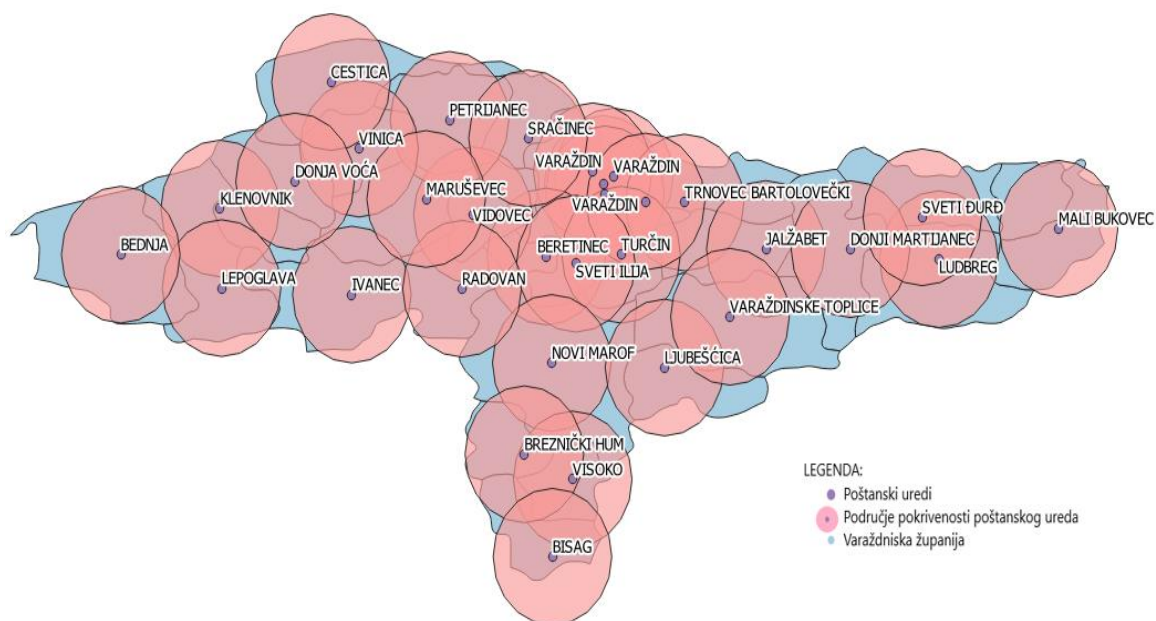 CESTICA
PETRIJANEC
SRAČINEC
VINICA
VARAŽDIN
VARAŽDIN
DONJA VOĆA
MARUŠEVEC
TRNOVEC BARTOLOVEČKI
KLENOVNIK
VIDOVEC
VARAŽDIN
SVETI ĐURĐ
MALI BUKOVEC
BEDNJA
BERETINEC
TURČIN
JALŽABET
DONJI MARTIJANEC
SVETI ILIJA
LUDBREG
LEPOGLAVA
IVANEC
RADOVAN
VARAŽDINSKE TOPLICE
NOVI MAROF
LJUBEŠĆICA
BREZNIČKI HUM
VISOKO
BISAG
LEGENDA:
Poštanski uredi
Područje pokrivenosti poštanskog ureda
Varaždniska županija